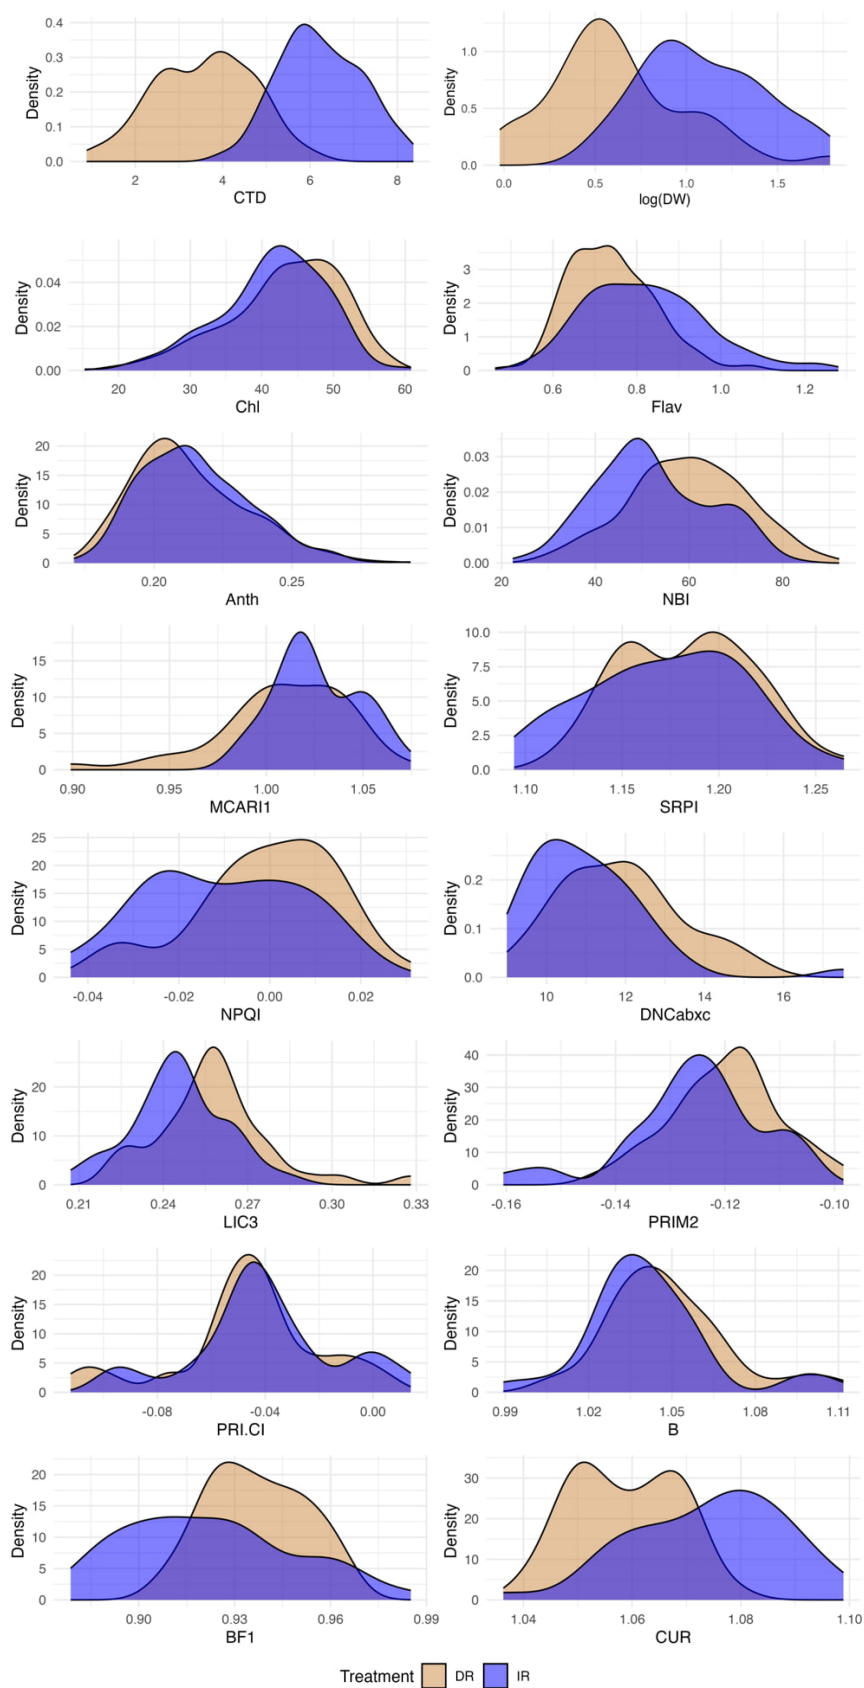 0.4
0.3
0.2
0.1
0.0
Density
2 4 6 8
CTD
1.0
0.5
0.0
Density
0.0 0.5 1.0 1.5
log(DW)
0.04
0.02
0.00
Density
20 30 40 50 60
Chl
3
2
1
0
Density
0.6 0.8 1.0 1.2
Flav
20
15
10
5
0
Density
0.20 0.25
Anth
0.03
0.02
0.01
0.00
Density
20 40 60 80
NBI
15
10
5
0
Density
0.90 0.95 1.00 1.05
MCARI1
10.0
7.5
5.0
2.5
0.0
Density
1.10 1.15 1.20 1.25
SRPI
25
20
15
10
5
0
Density
-0.04 -0.02 0.00 0.02
NPQI
0.2
0.1
0.0
Density
10 12 14 16
DNCabxc
20
10
0
Density
0.21 0.24 0.27 0.30 0.33
LIC3
40
30
20
10
0
Density
-0.16 -0.14 -0.12 -0.10
PRIM2
20
15
10
5
0
Density
-0.08 -0.04 0.00
PRI.CI
20
15
10
5
0
Density
0.99 1.02 1.05 1.08 1.11
B
20
15
10
5
0
Density
0.90 0.93 0.96 0.99
BF1
30
20
10
0
Density
1.04 1.06 1.08 1.10
CUR
Treatment DR IR